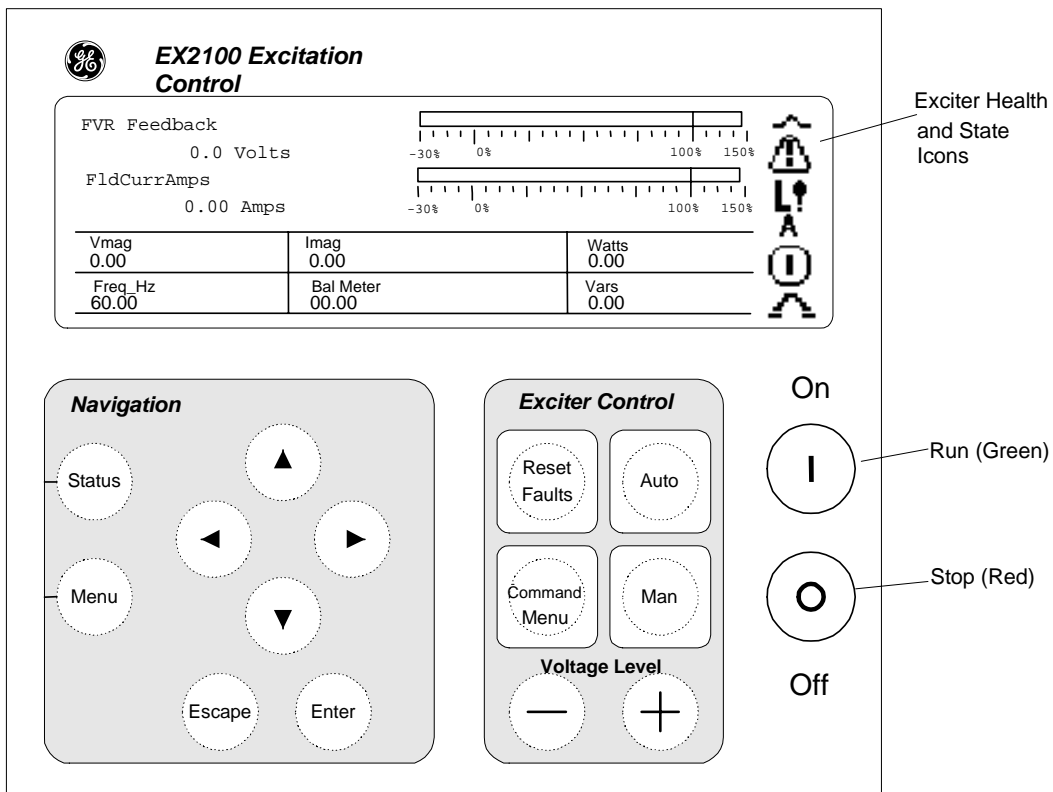 EX2100 Excitation
Control
FVR Feedback
0.0 Volts
-30% 0% 100% 150%
FldCurrAmps
0.00 Amps
-30% 0% 100% 150%
Vmag
0.00
Imag
0.00
Watts
0.00
Freq_Hz
60.00
Bal Meter
00.00
Vars
0.00
L!
A
Exciter Health
and State
Icons
Navigation
Status
Menu
Escape
Enter
Exciter Control
Reset
Faults
Auto
Command
Menu
Man
Voltage Level
On
Run (Green)
Stop (Red)
Off